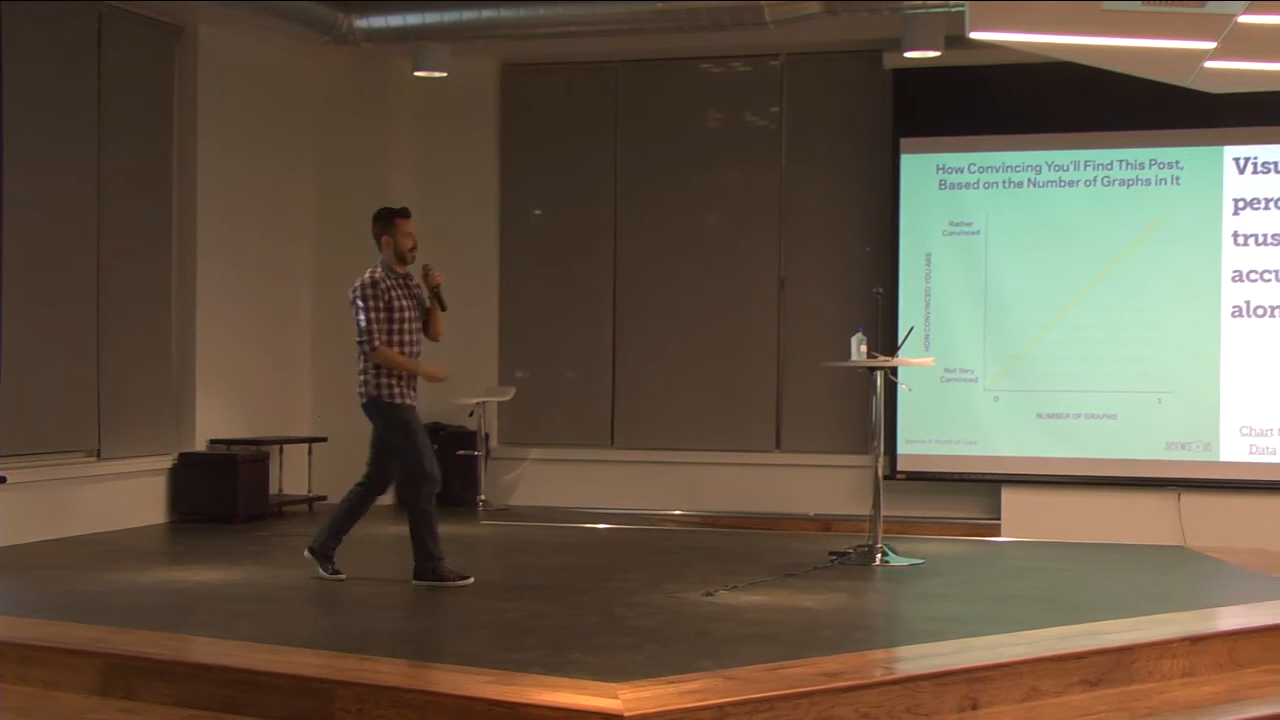 How Convincing You'll Find This Post,
Based on the Number of Graphs in It
Rather
Convinced
HOW CONVINCED YOU ARE
Not Very
Convinced
0
1
NUMBER OF GRAPHS
Visu
perc
trus
accu
alon
Chart
Data